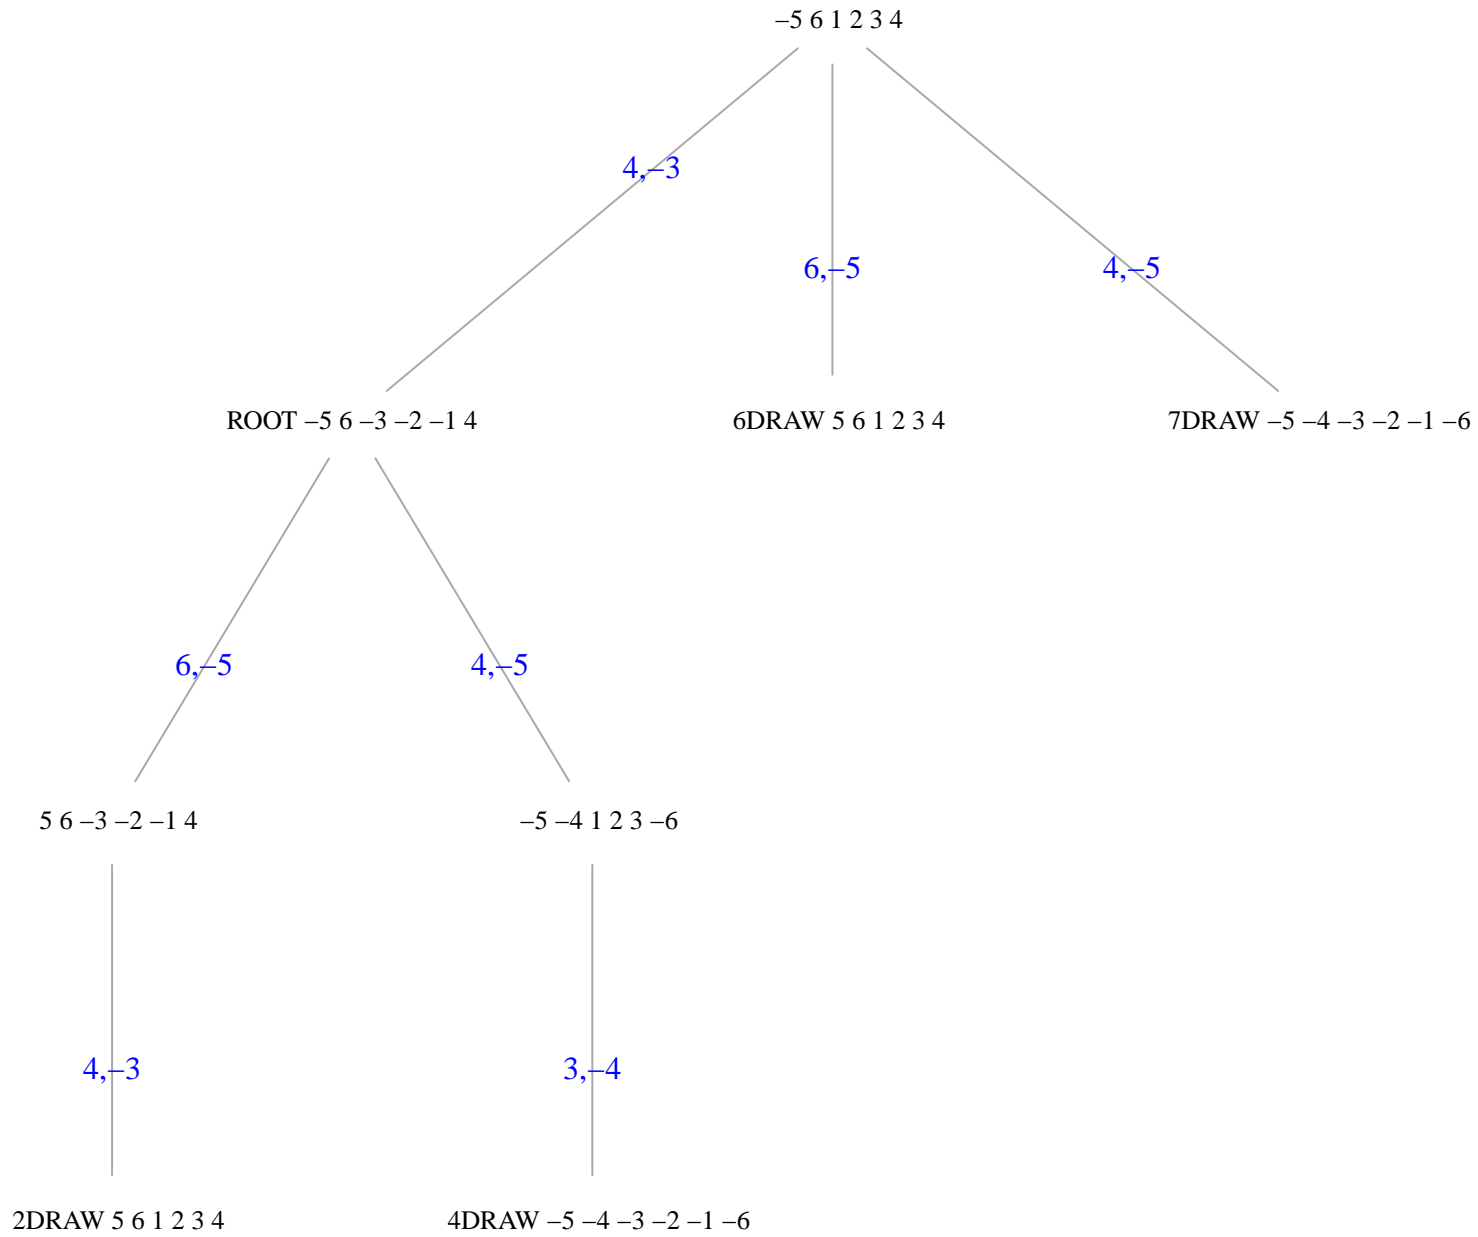 –5 6 1 2 3 4
4,–3
6,–5
4,–5
ROOT –5 6 –3 –2 –1 4
6DRAW 5 6 1 2 3 4
7DRAW –5 –4 –3 –2 –1 –6
6,–5
4,–5
5 6 –3 –2 –1 4
–5 –4 1 2 3 –6
4,–3
3,–4
2DRAW 5 6 1 2 3 4
4DRAW –5 –4 –3 –2 –1 –6